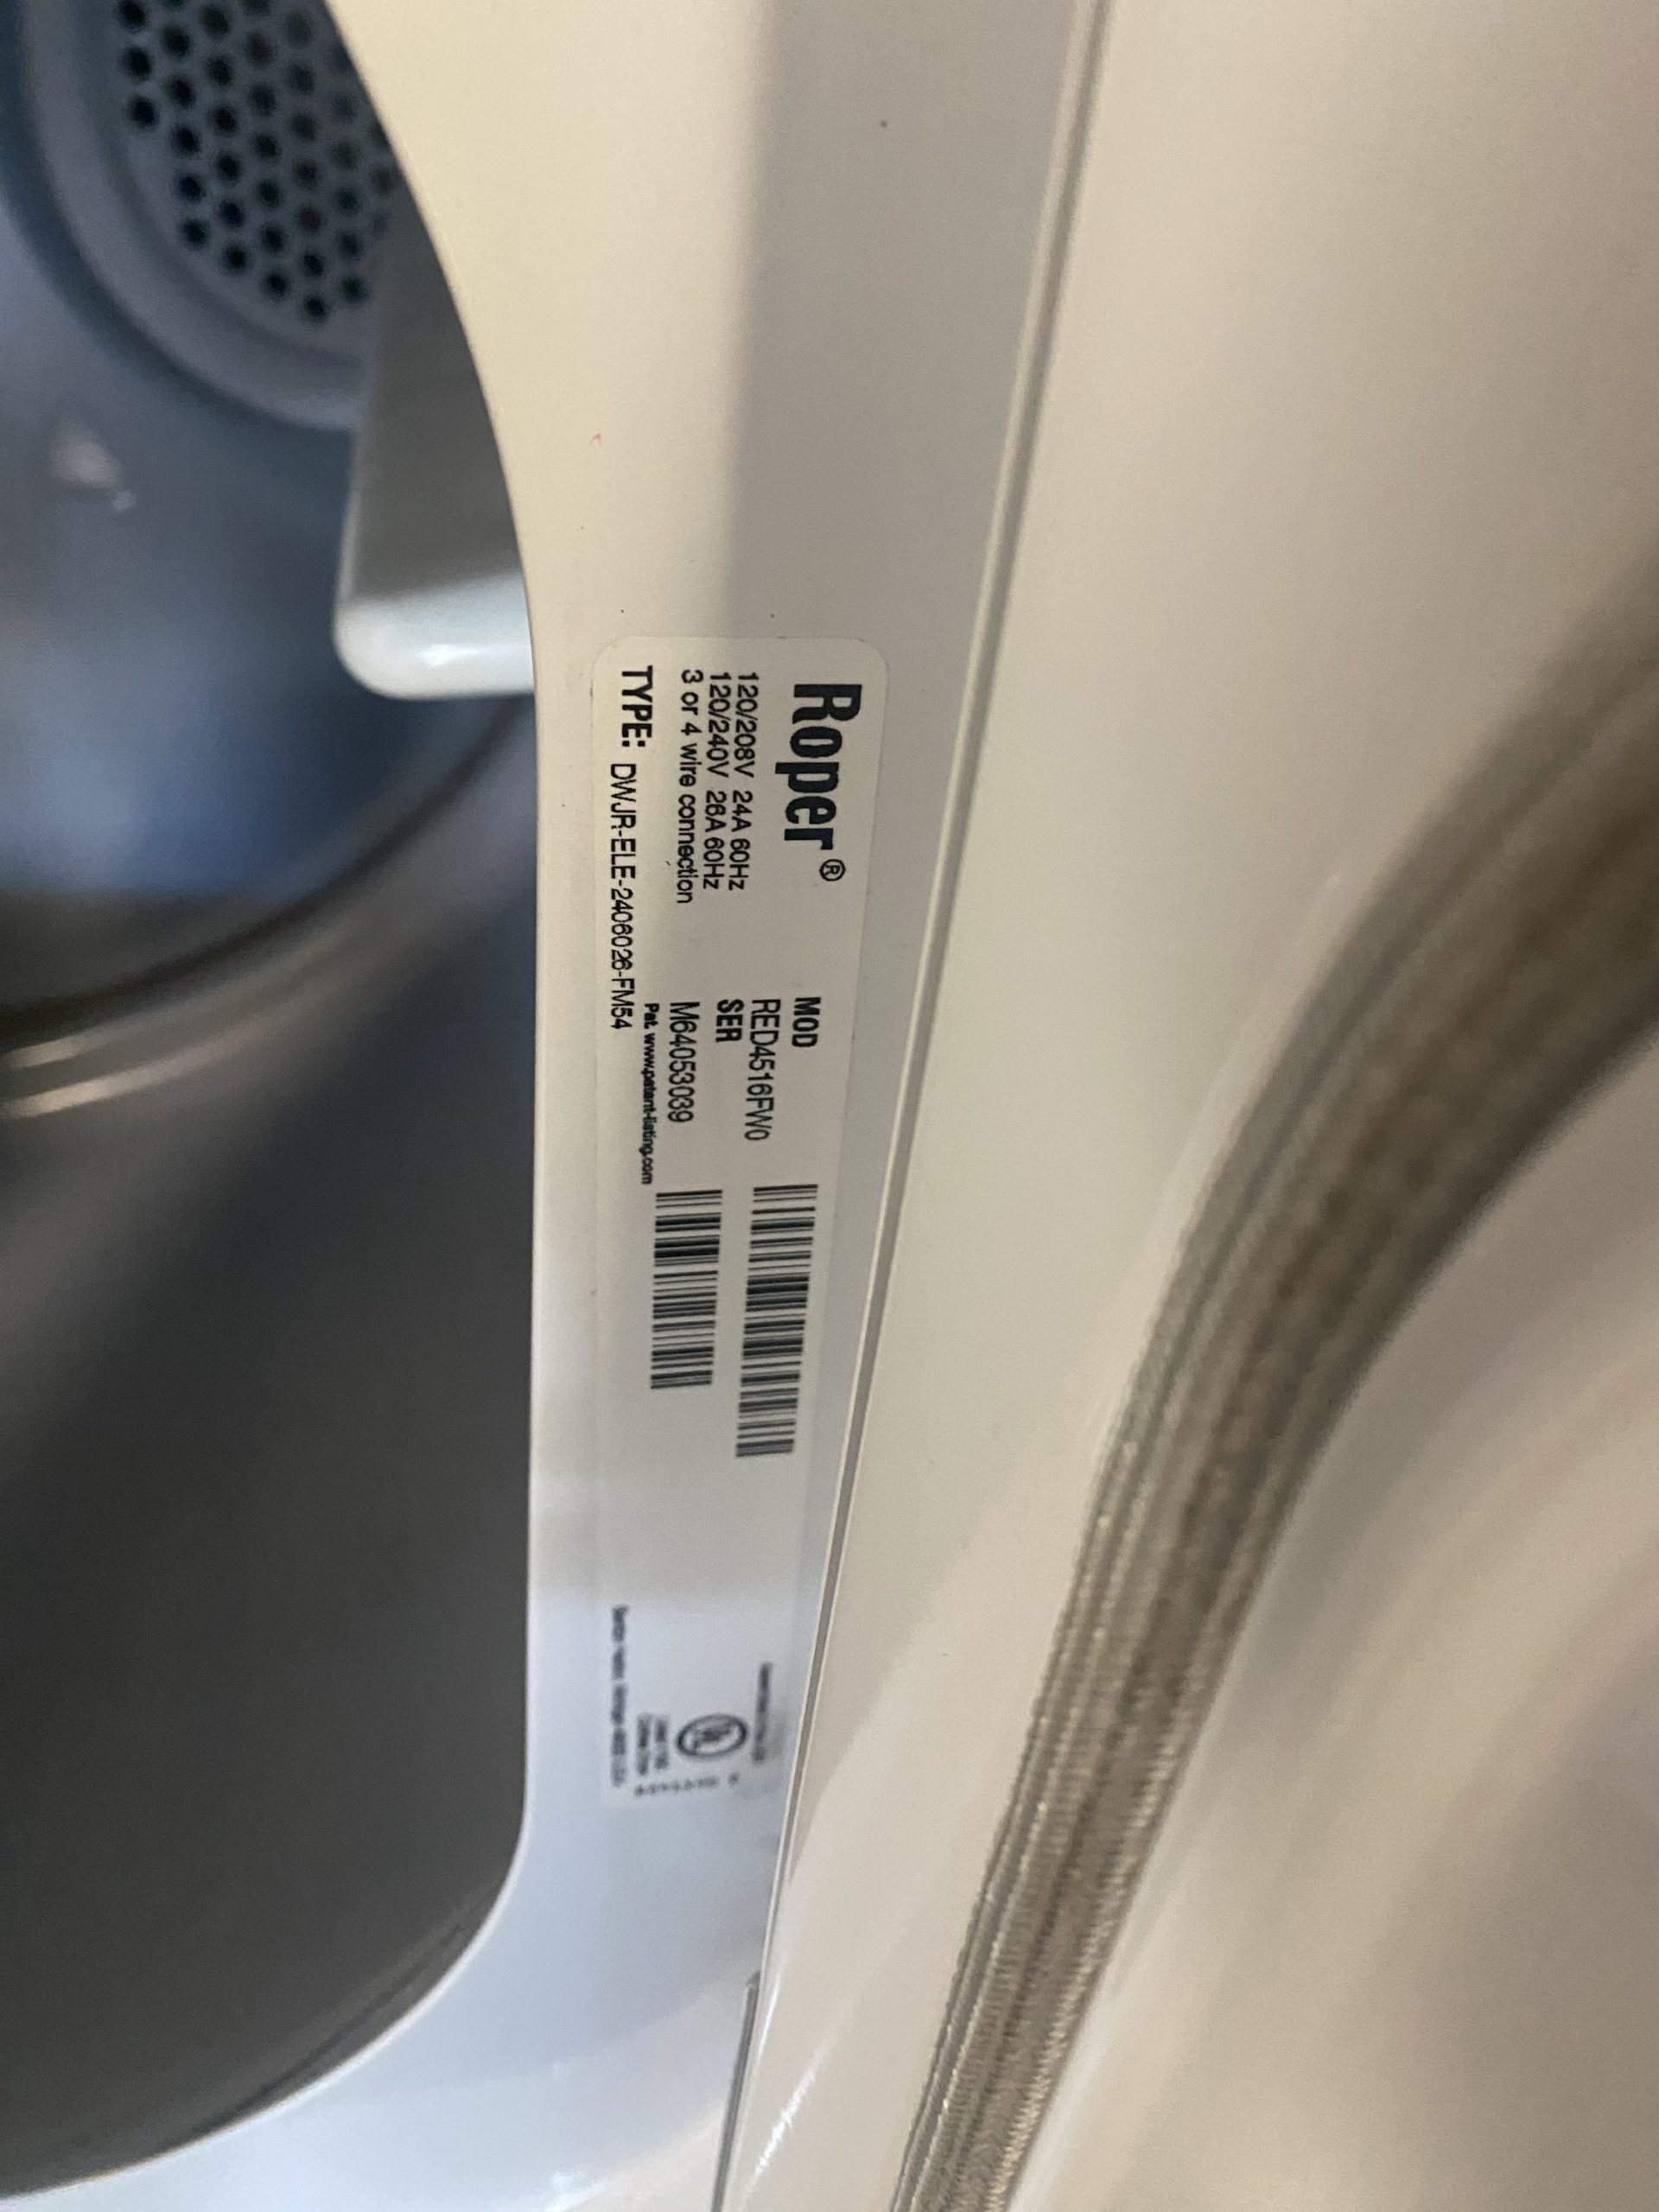 Roper®
120/208V 24A 60Hz
120/240V 26A 60Hz
3 or 4 wire connection
TYPE: DWJR-ELE-2406026-FM54
MOD
RED4516FW0
SER
M64053039
Pat. www.patent-listing.com
UL